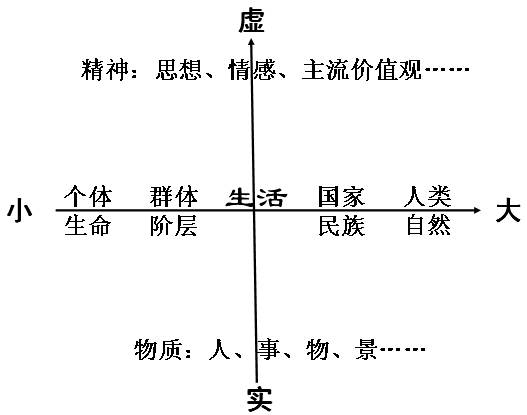 虚
精神：思想、情感、主流价值观……
小 个体 群体 生活 国家 人类 大
生命 阶层 民族 自然
物质：人、事、物、景……
实